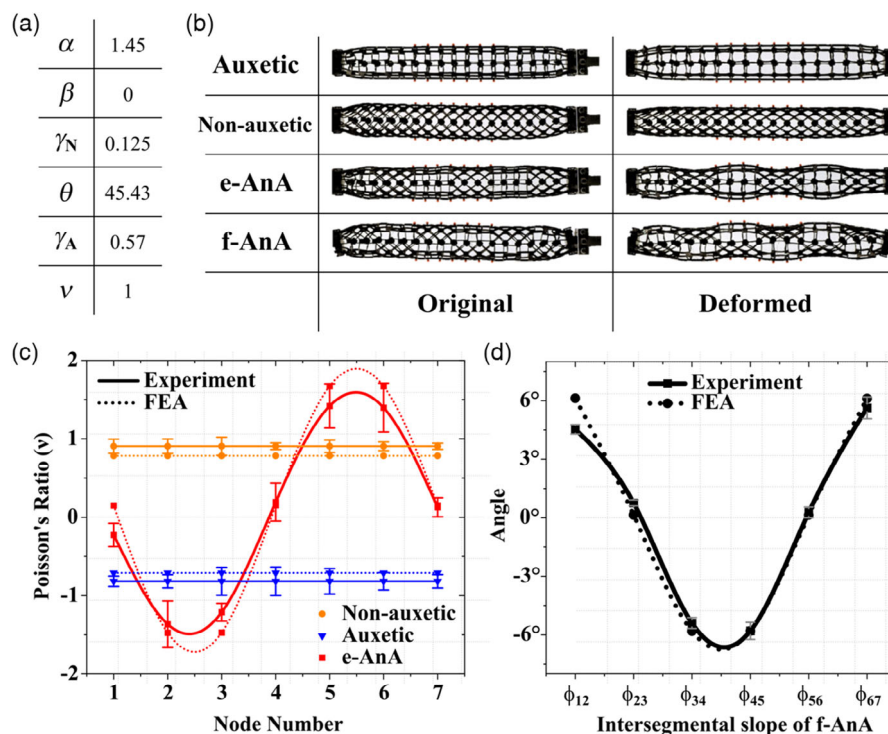 (a)
α 1.45
β 0
γN 0.125
θ 45.43
γA 0.57
ν 1
(b)
Auxetic
Non-auxetic
e-AnA
f-AnA
Original Deformed
(c)
2
1
0
-1
-2
Poisson's Ratio (ν)
Experiment
FEA
Non-auxetic
Auxetic
e-AnA
1 2 3 4 5 6 7
Node Number
(d)
6°
3°
0°
-3°
-6°
Angle
Experiment
FEA
ϕ12 ϕ23 ϕ34 ϕ45 ϕ56 ϕ67
Intersegmental slope of f-AnA